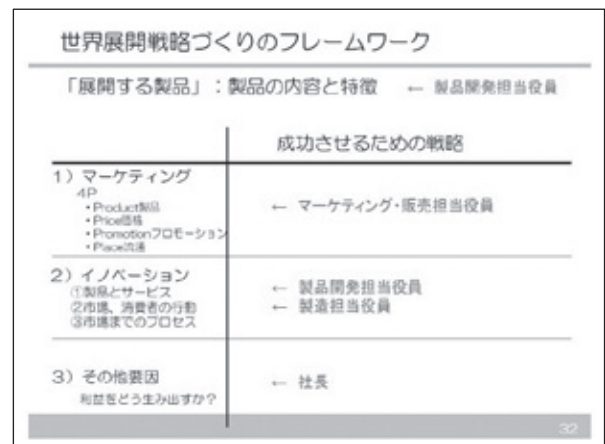 世界展開戦略づくりのフレームワーク
「展開する製品」：製品の内容と特徴 ← 製品開発担当役員
成功させるための戦略
1）マーケティング
4P
・Product製品
・Price価格
・Promotionプロモーション
・Place流通
← マーケティング・販売担当役員
2）イノベーション
①製品とサービス
②市場、消費者の行動
③市場までのプロセス
← 製品開発担当役員
← 製造担当役員
3）その他要因
利益をどう生み出すか？
← 社長
32